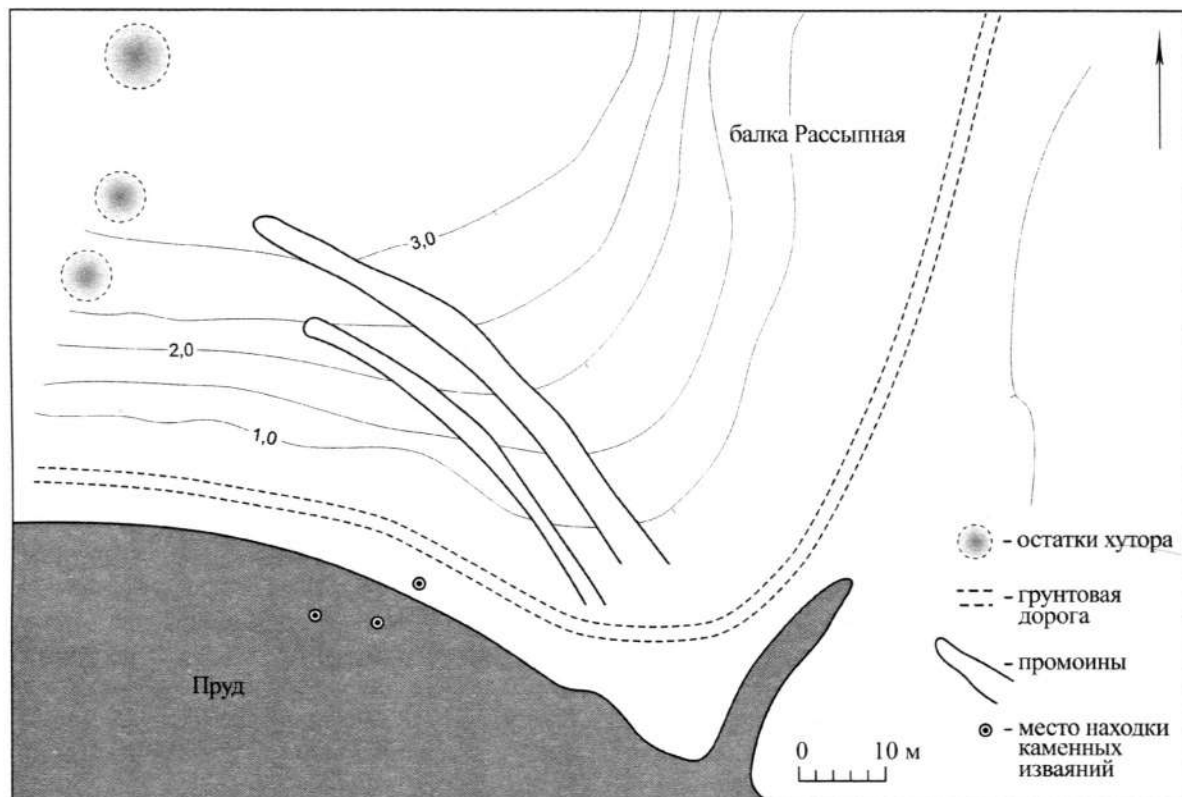 балка Рассыпная
3,0
2,0
1,0
Пруд
- остатки хутора
- грунтовая
дорога
- промоины
- место находки
каменных
изваяний
0 10 м